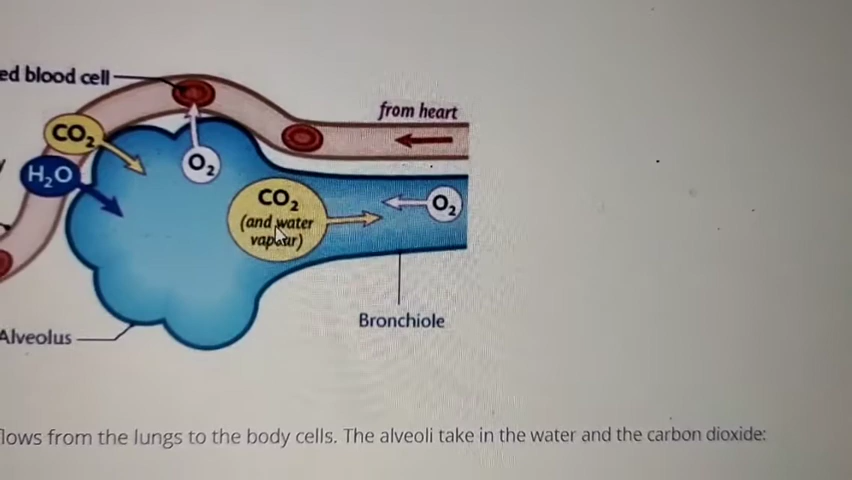 ed blood cell
from heart
CO₂
O₂
H₂O
CO₂
(and water
vapour)
O₂
Bronchiole
Alveolus
lows from the lungs to the body cells. The alveoli take in the water and the carbon dioxide: